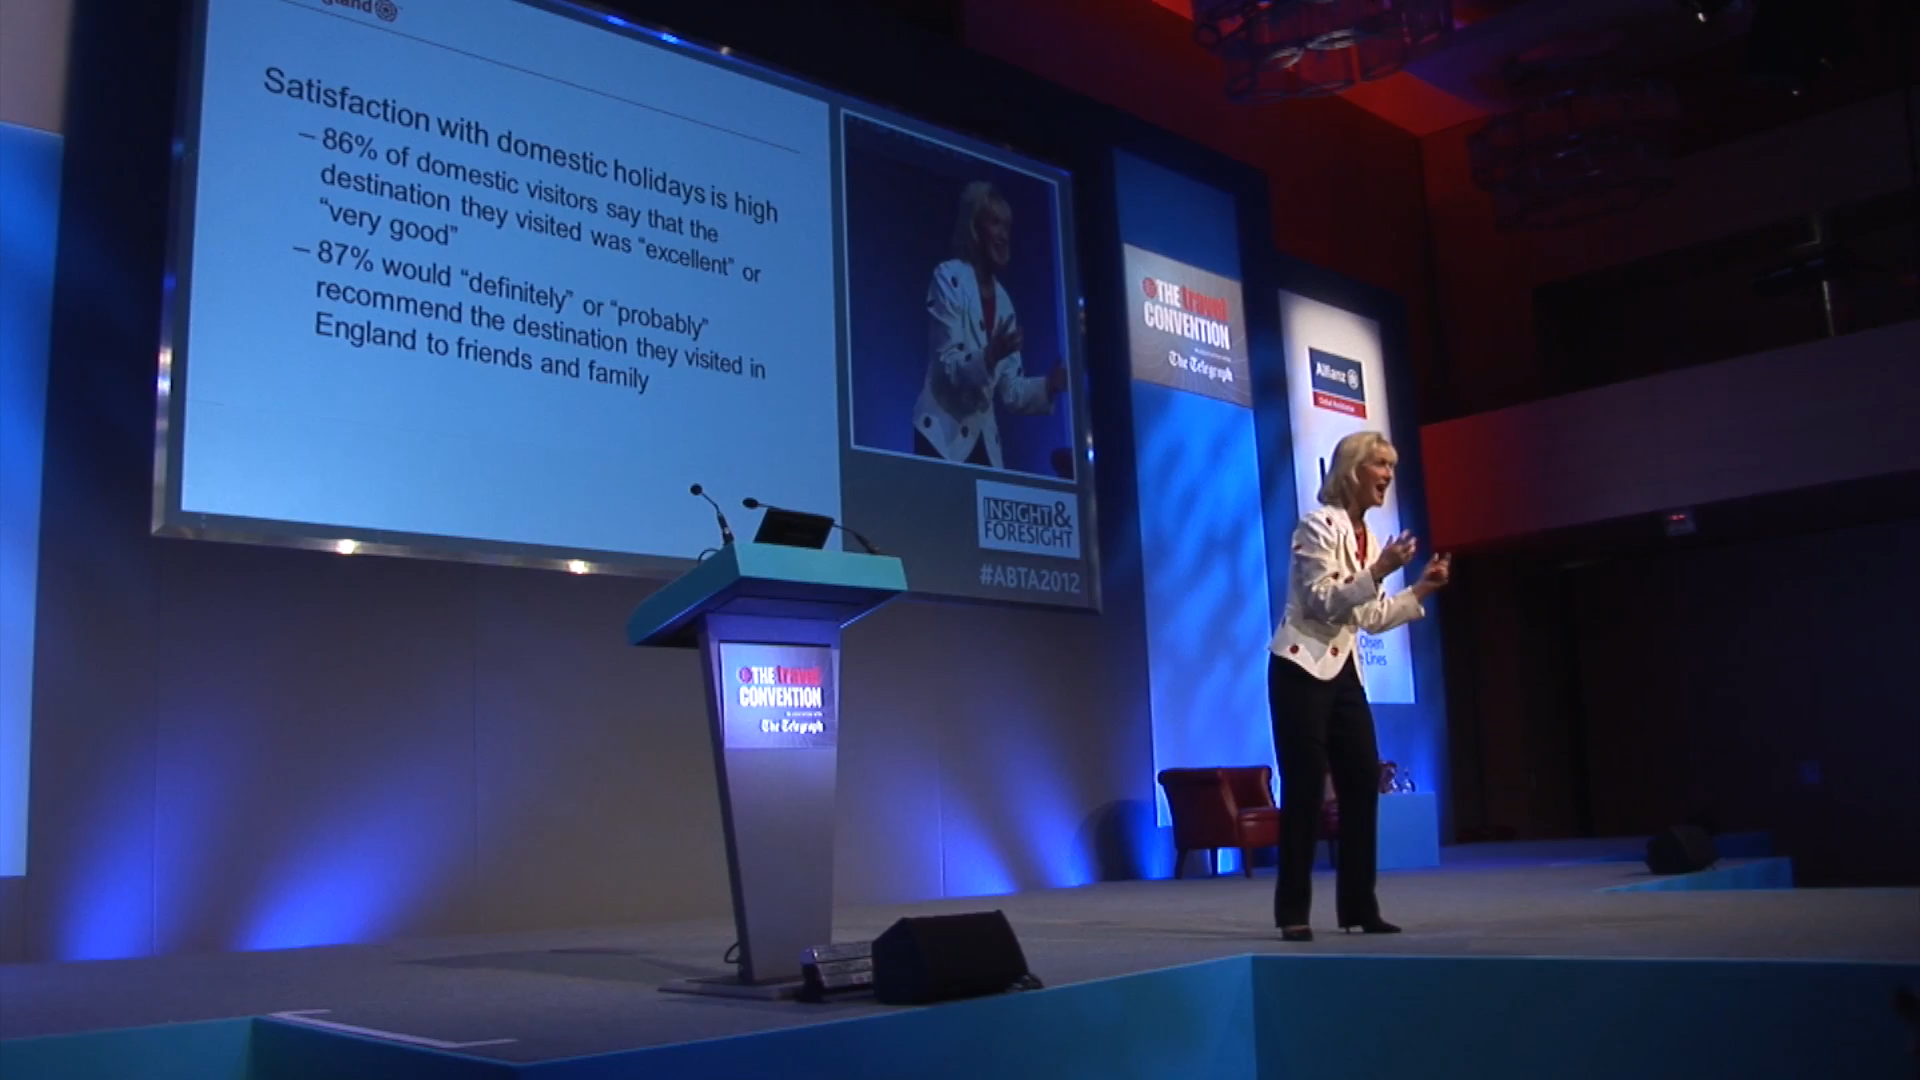 Satisfaction with domestic holidays is high
– 86% of domestic visitors say that the
destination they visited was “excellent” or
“very good”
– 87% would “definitely” or “probably”
recommend the destination they visited in
England to friends and family
INSIGHT &
FORESIGHT
#ABTA2012
THE travel
CONVENTION
The Telegraph
Allianz
Olsen
Lines
THE travel
CONVENTION
The Telegraph